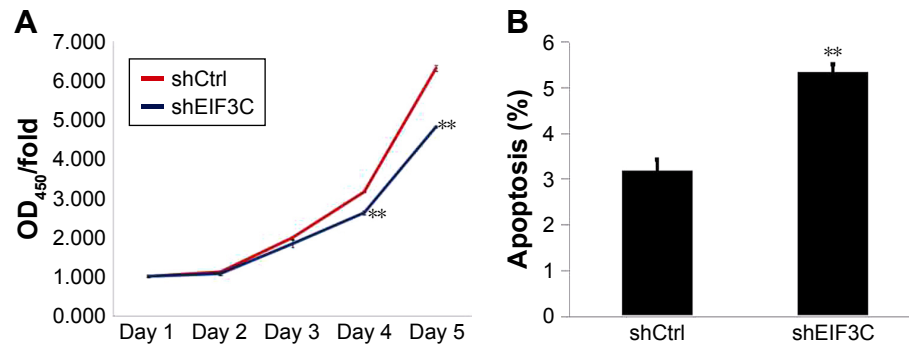 A
OD450/fold
7.000
6.000
5.000
4.000
3.000
2.000
1.000
0.000
shCtrl
shEIF3C
**
**
Day 1 Day 2 Day 3 Day 4 Day 5
B
Apoptosis (%)
6
5
4
3
2
1
0
**
shCtrl shEIF3C